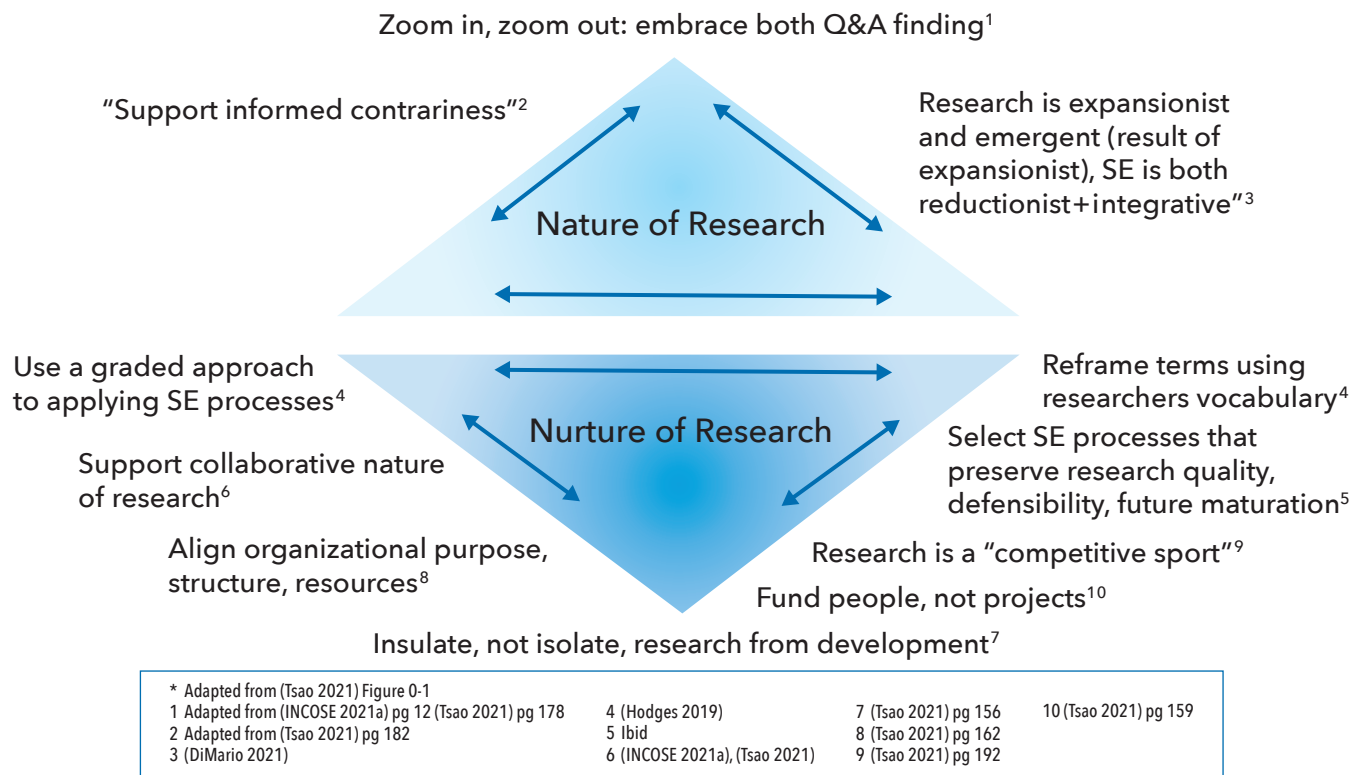 Zoom in, zoom out: embrace both Q&A finding1
“Support informed contrariness”2
Research is expansionist
and emergent (result of
expansionist), SE is both
reductionist+integrative”3
Nature of Research
Use a graded approach
to applying SE processes4
Reframe terms using
researchers vocabulary4
Nurture of Research
Select SE processes that
preserve research quality,
defensibility, future maturation5
Support collaborative nature
of research6
Align organizational purpose,
structure, resources8
Research is a “competitive sport”9
Fund people, not projects10
Insulate, not isolate, research from development7
* Adapted from (Tsao 2021) Figure 0-1
1 Adapted from (INCOSE 2021a) pg 12 (Tsao 2021) pg 178
2 Adapted from (Tsao 2021) pg 182
3 (DiMario 2021)
4 (Hodges 2019)
5 Ibid
6 (INCOSE 2021a), (Tsao 2021)
7 (Tsao 2021) pg 156
8 (Tsao 2021) pg 162
9 (Tsao 2021) pg 192
10 (Tsao 2021) pg 159